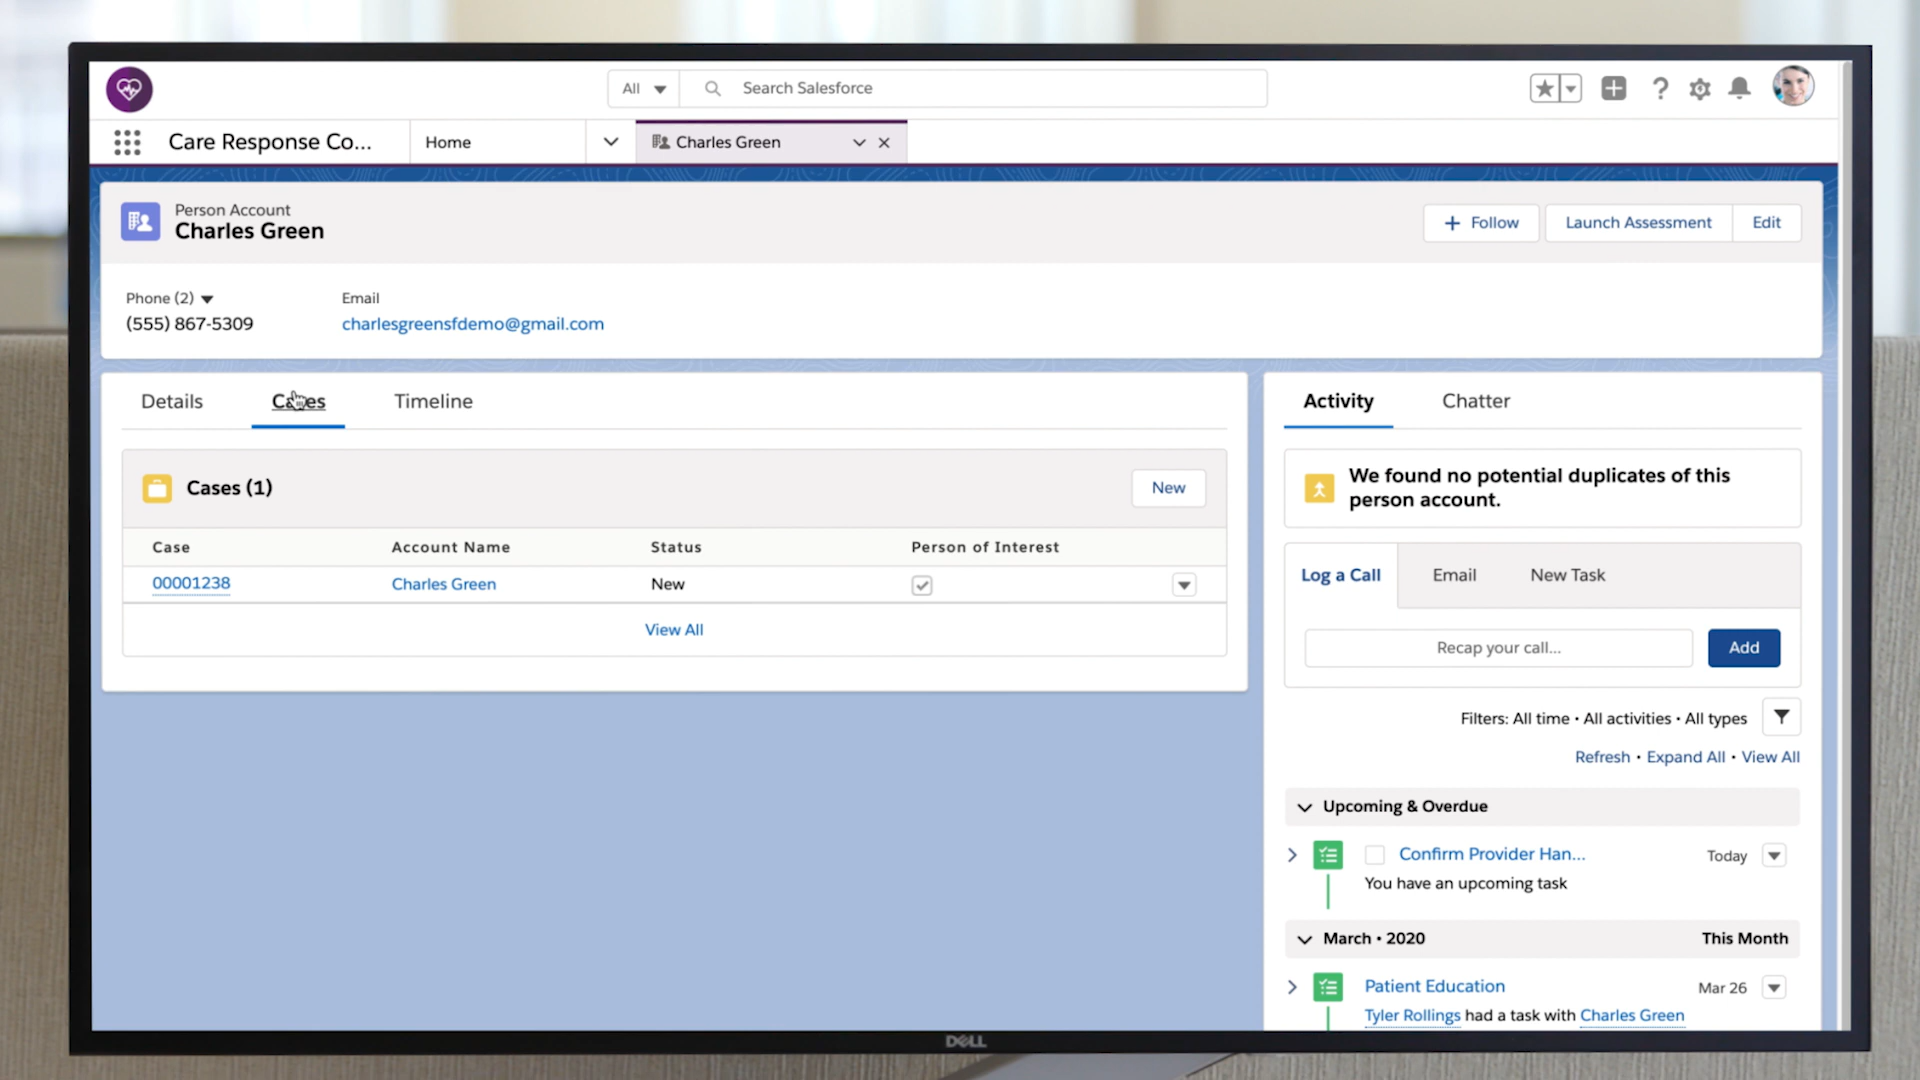 All
Search Salesforce
Care Response Co...
Home
Charles Green
Person Account
Charles Green
Follow
Launch Assessment
Edit
Phone (2)
Email
(555) 867-5309
charlesgreensfdemo@gmail.com
Details
Cases
Timeline
Cases (1)
New
Case
Account Name
Status
Person of Interest
00001238
Charles Green
New
View All
Activity
Chatter
We found no potential duplicates of this
person account.
Log a Call
Email
New Task
Recap your call...
Add
Filters: All time • All activities • All types
Refresh • Expand All • View All
Upcoming & Overdue
Confirm Provider Han...
Today
You have an upcoming task
March • 2020
This Month
Patient Education
Mar 26
Tyler Rollings had a task with Charles Green
DELL